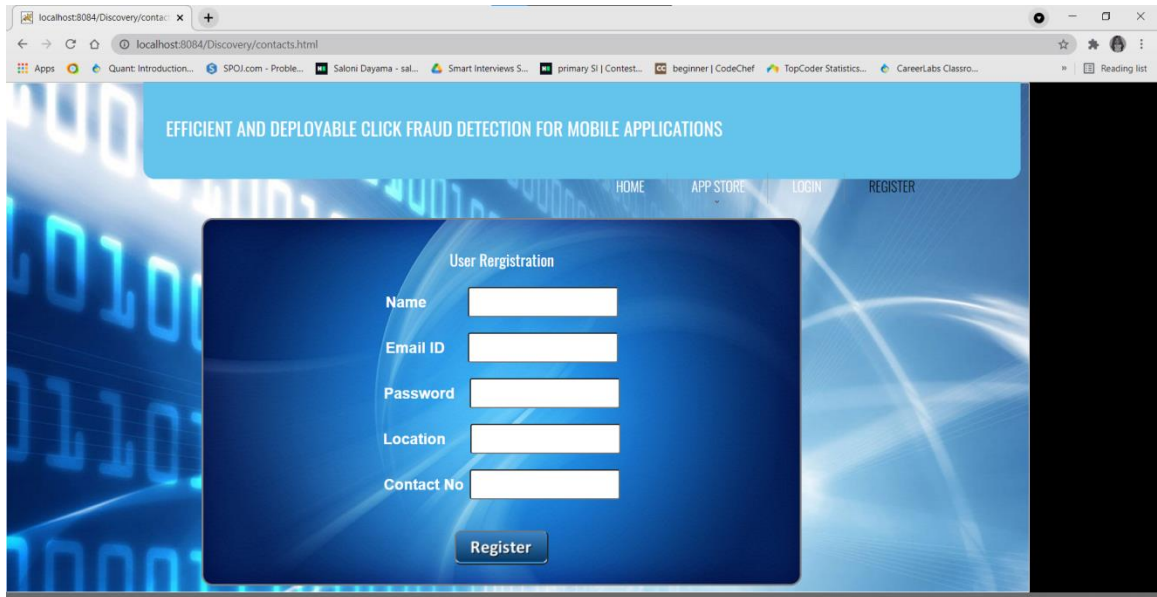 localhost:8084/Discovery/contac
localhost:8084/Discovery/contacts.html
Apps Quant: Introduction... SPOJ.com - Proble... Saloni Dayama - sal... Smart Interviews S... primary SI | Contest... beginner | CodeChef TopCoder Statistics... CareerLabs Classro... » Reading list
EFFICIENT AND DEPLOYABLE CLICK FRAUD DETECTION FOR MOBILE APPLICATIONS
HOME APP STORE LOGIN REGISTER
User Rergistration
Name
Email ID
Password
Location
Contact No
Register